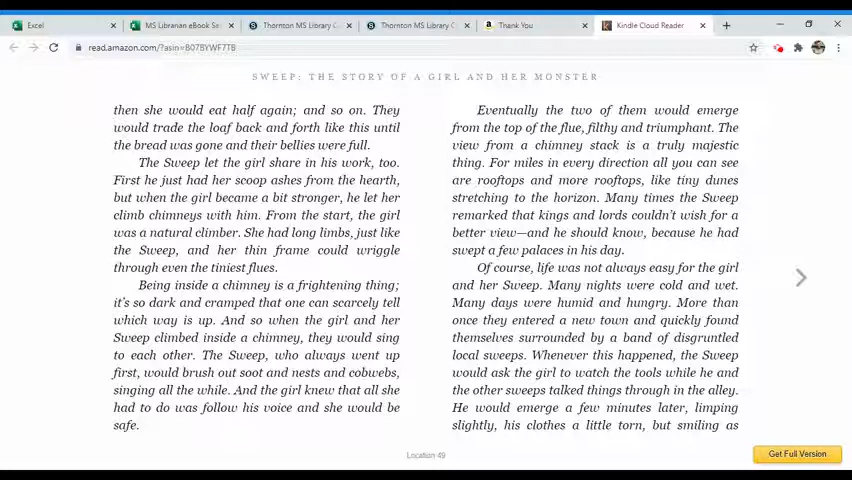 Excel
MS Librarian eBook Se
Thornton MS Library C
Thornton MS Library C
Thank You
Kindle Cloud Reader
read.amazon.com/?asin=B07BYWF7TB
SWEEP: THE STORY OF A GIRL AND HER MONSTER
then she would eat half again; and so on. They
would trade the loaf back and forth like this until
the bread was gone and their bellies were full.
The Sweep let the girl share in his work, too.
First he just had her scoop ashes from the hearth,
but when the girl became a bit stronger, he let her
climb chimneys with him. From the start, the girl
was a natural climber. She had long limbs, just like
the Sweep, and her thin frame could wriggle
through even the tiniest flues.
Being inside a chimney is a frightening thing;
it's so dark and cramped that one can scarcely tell
which way is up. And so when the girl and her
Sweep climbed inside a chimney, they would sing
to each other. The Sweep, who always went up
first, would brush out soot and nests and cobwebs,
singing all the while. And the girl knew that all she
had to do was follow his voice and she would be
safe.
Eventually the two of them would emerge
from the top of the flue, filthy and triumphant. The
view from a chimney stack is a truly majestic
thing. For miles in every direction all you can see
are rooftops and more rooftops, like tiny dunes
stretching to the horizon. Many times the Sweep
remarked that kings and lords couldn't wish for a
better view—and he should know, because he had
swept a few palaces in his day.
Of course, life was not always easy for the girl
and her Sweep. Many nights were cold and wet.
Many days were humid and hungry. More than
once they entered a new town and quickly found
themselves surrounded by a band of disgruntled
local sweeps. Whenever this happened, the Sweep
would ask the girl to watch the tools while he and
the other sweeps talked things through in the alley.
He would emerge a few minutes later, limping
slightly, his clothes a little torn, but smiling as
Location 49
Get Full Version